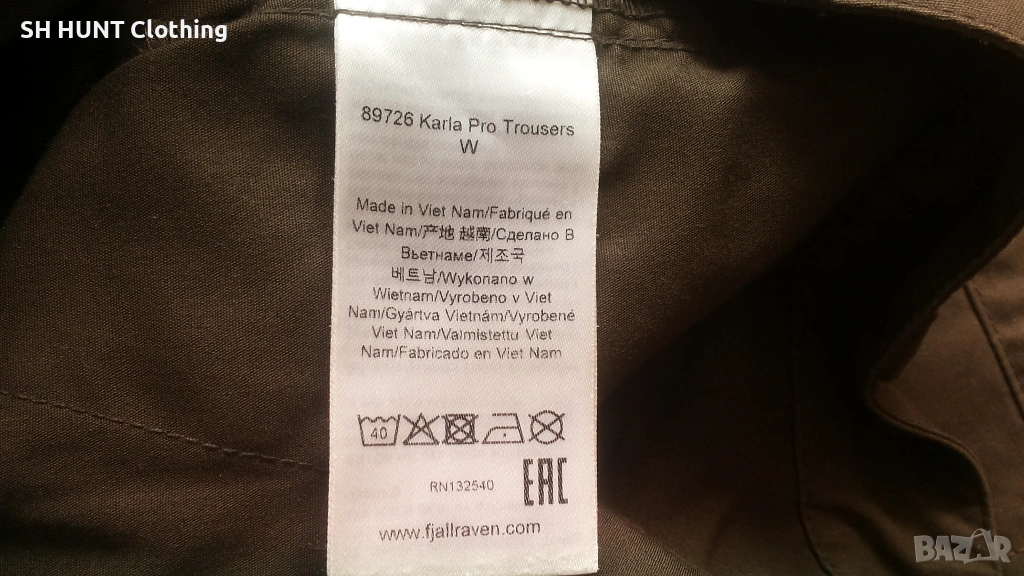 SH HUNT Clothing
89726 Karla Pro Trousers
W
Made in Viet Nam/Fabriqué en
Viet Nam/产地 越南/Сделано В
Вьетнаме/제조국
베트남/Wykonano w
Wietnam/Vyrobeno v Viet
Nam/Gyártva Vietnám/Vyrobené
Viet Nam/Valmistettu Viet
Nam/Fabricado en Viet Nam
40
RN132540
EAC
www.fjallraven.com
BAZAR